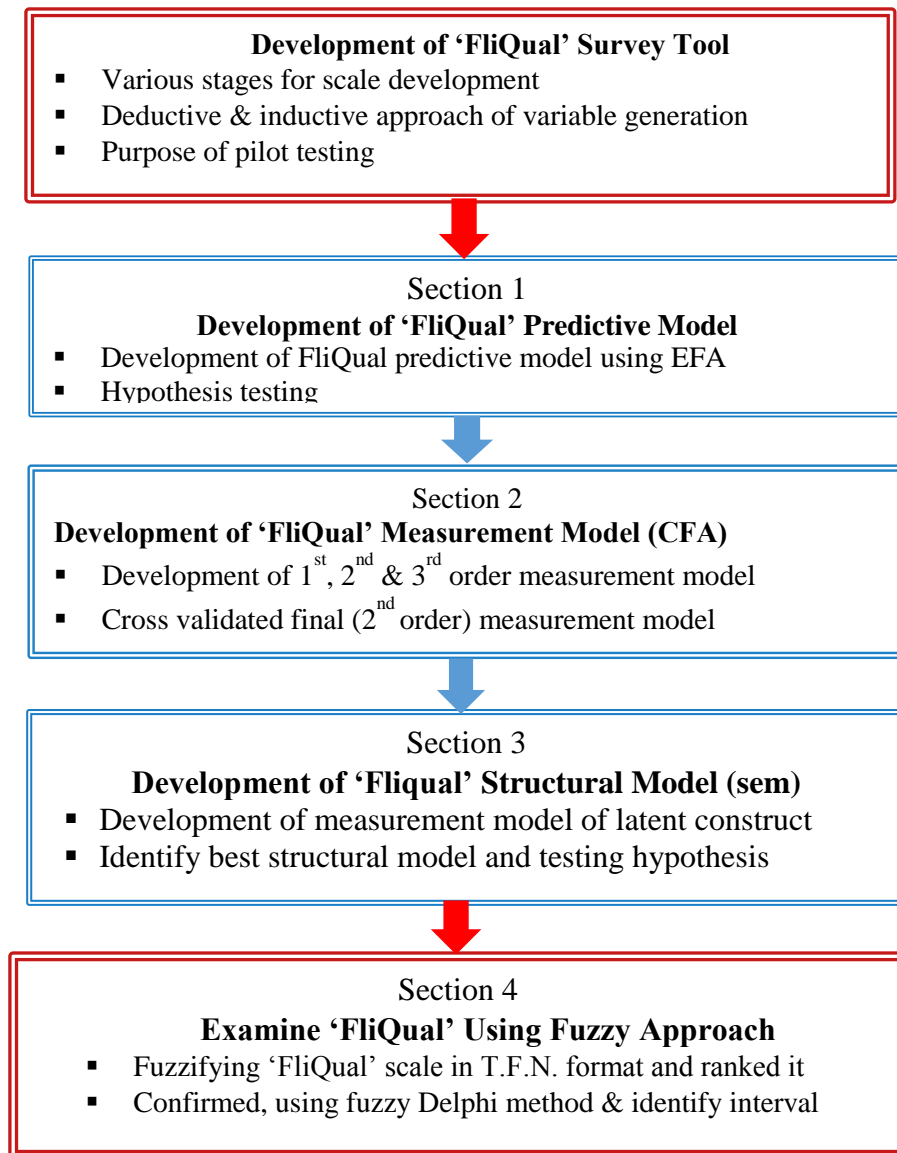 Development of ‘FliQual’ Survey Tool
▪ Various stages for scale development
▪ Deductive & inductive approach of variable generation
▪ Purpose of pilot testing
Section 1
Development of ‘FliQual’ Predictive Model
▪ Development of FliQual predictive model using EFA
▪ Hypothesis testing
Section 2
Development of ‘FliQual’ Measurement Model (CFA)
▪ Development of 1st, 2nd & 3rd order measurement model
▪ Cross validated final (2nd order) measurement model
Section 3
Development of ‘Fliqual’ Structural Model (sem)
▪ Development of measurement model of latent construct
▪ Identify best structural model and testing hypothesis
Section 4
Examine ‘FliQual’ Using Fuzzy Approach
▪ Fuzzifying ‘FliQual’ scale in T.F.N. format and ranked it
▪ Confirmed, using fuzzy Delphi method & identify interval